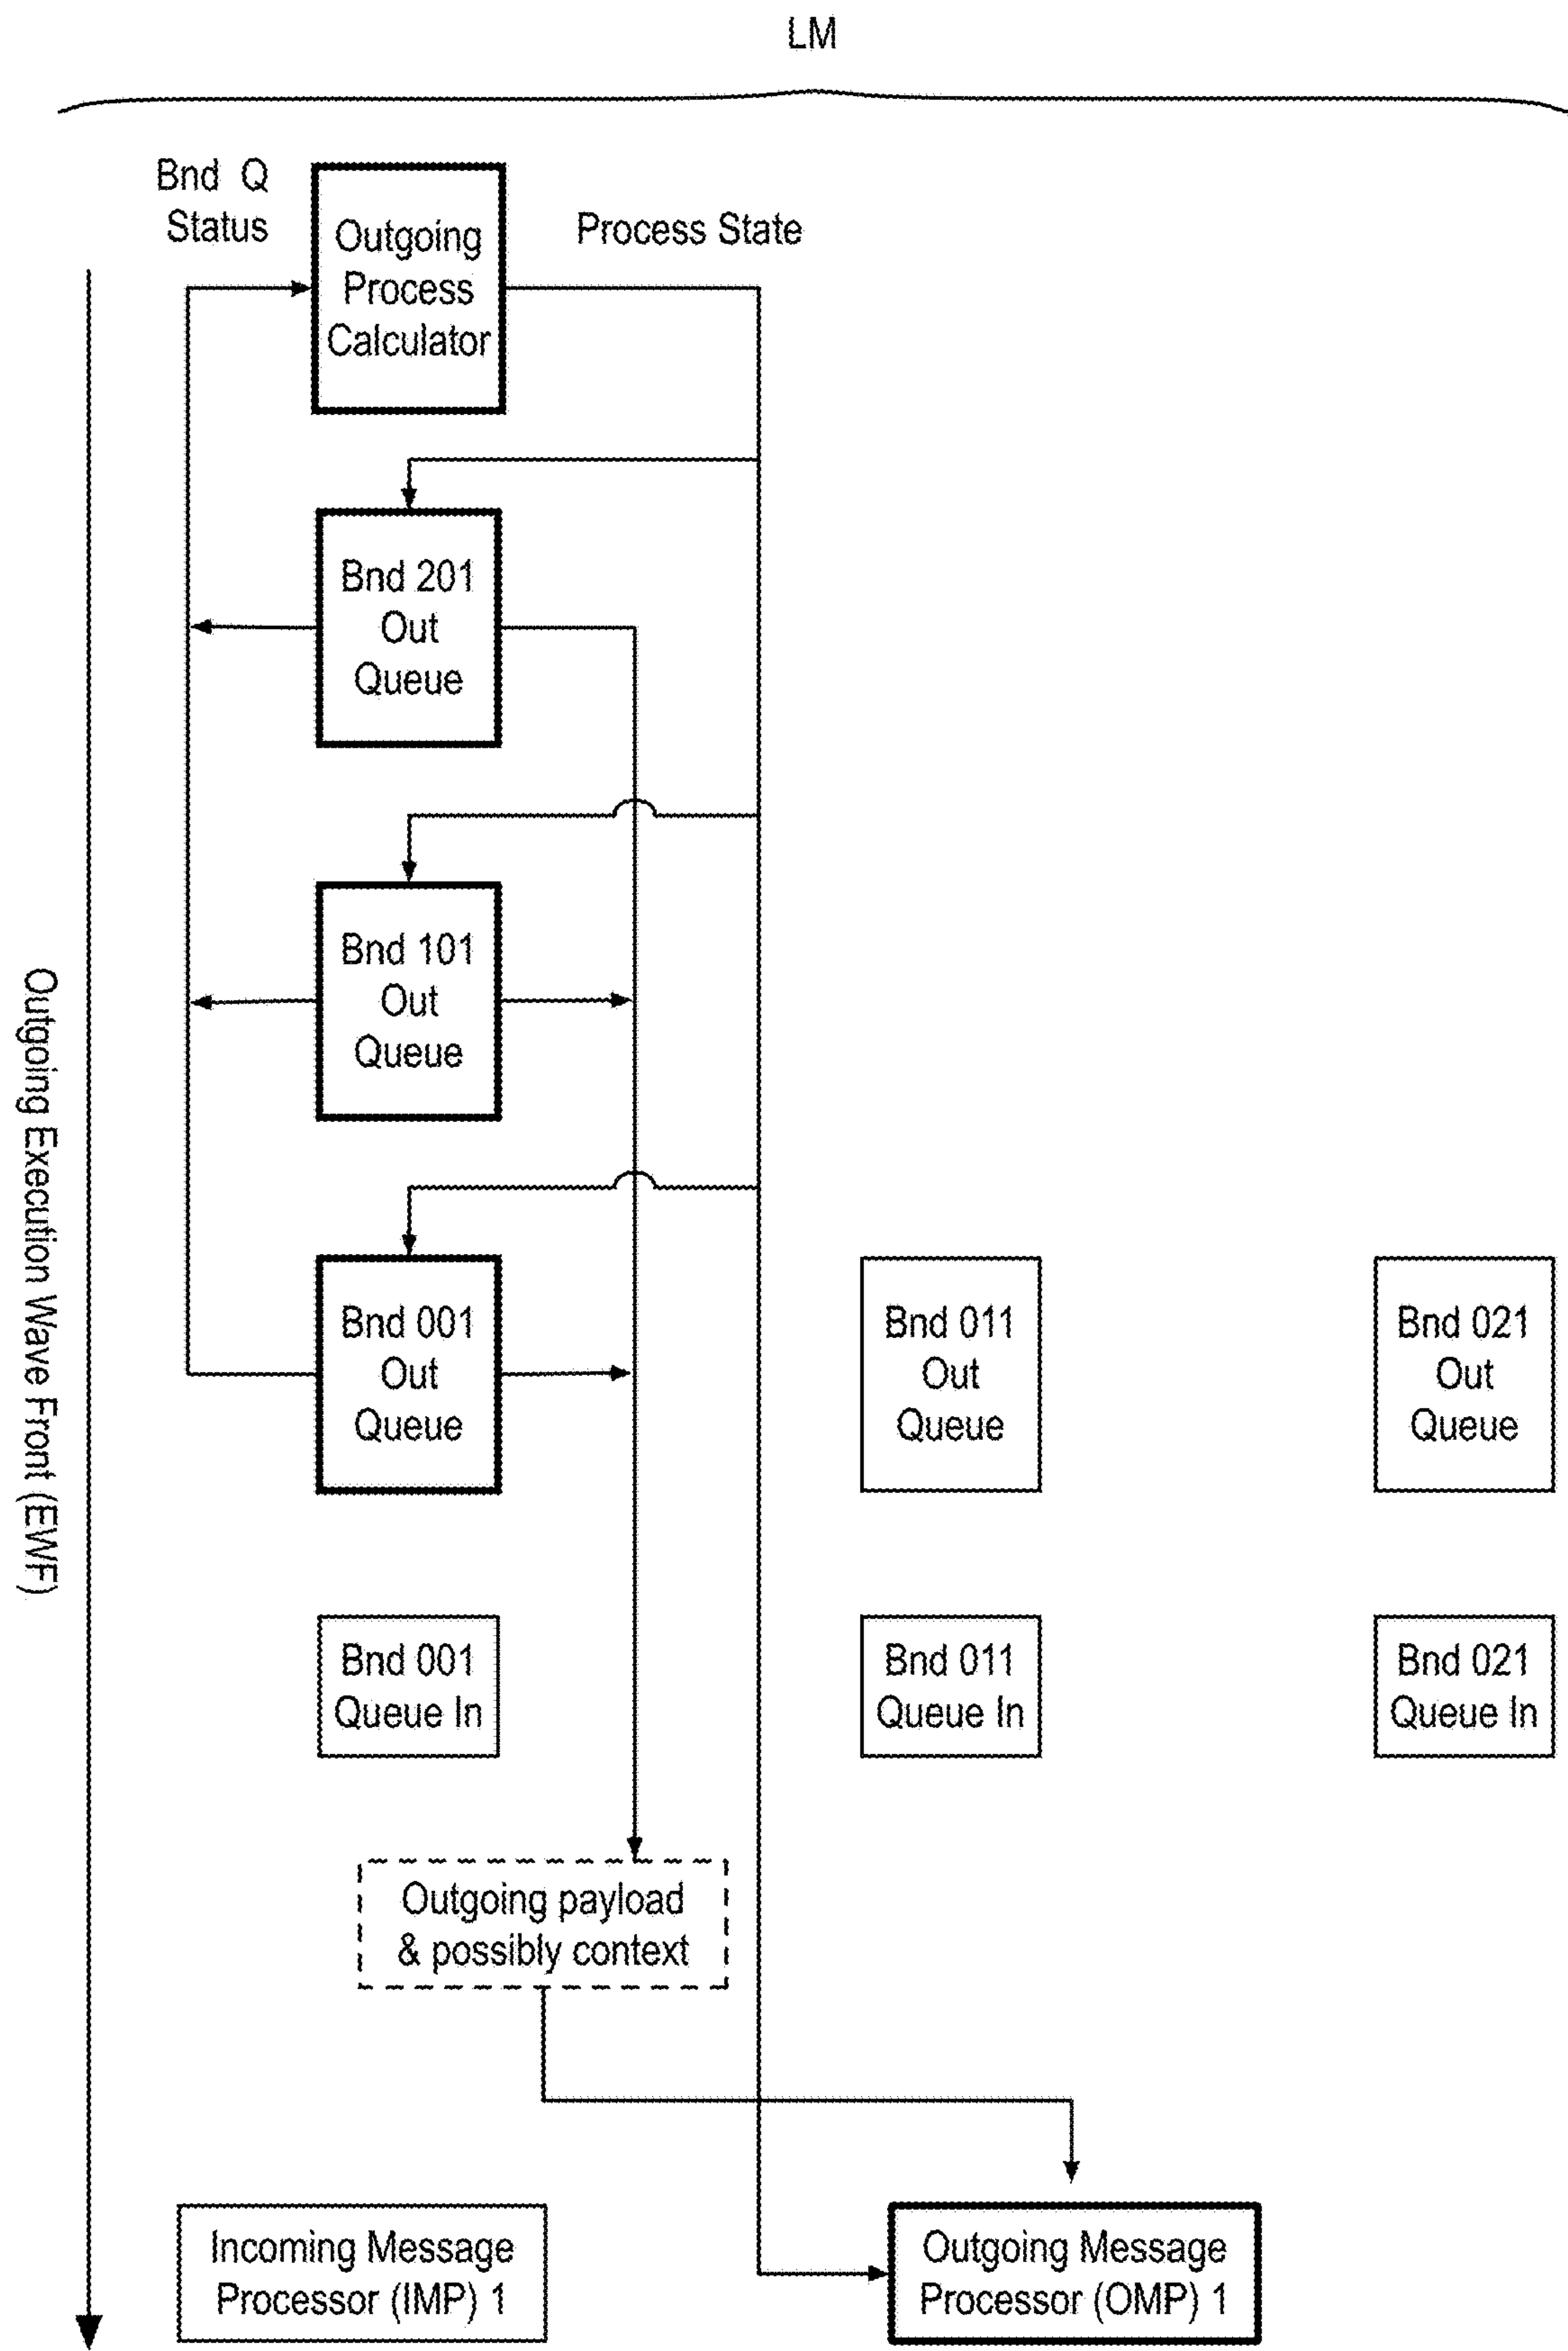 LM
Bnd Q
Status
Outgoing
Process
Calculator
Process State
Bnd 201
Out
Queue
Bnd 101
Out
Queue
Outgoing Execution Wave Front (EWF)
Bnd 001
Out
Queue
Bnd 011
Out
Queue
Bnd 021
Out
Queue
Bnd 001
Queue In
Bnd 011
Queue In
Bnd 021
Queue In
Outgoing payload
& possibly context
Incoming Message
Processor (IMP) 1
Outgoing Message
Processor (OMP) 1